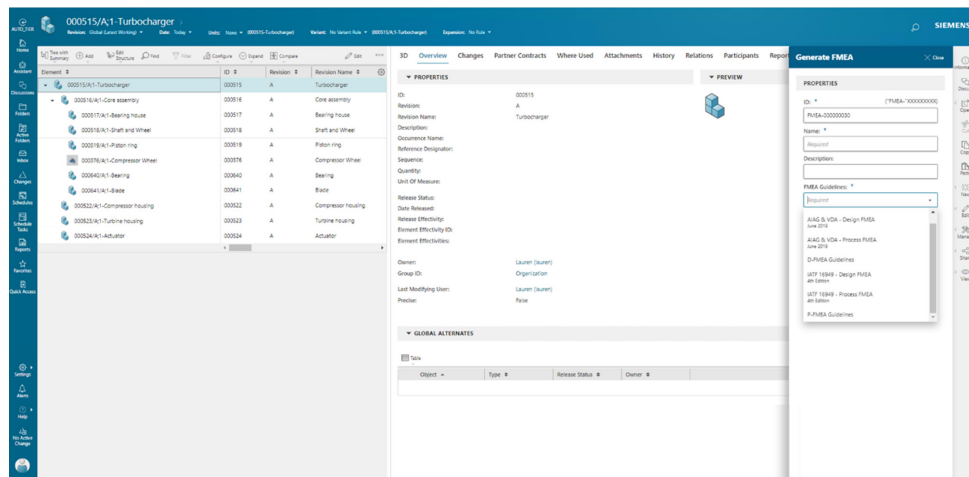 000515/A;1-Turbocharger
SIEMENS
AUTO_TIER
Revision: Global (Latest Working) Date: Today Units: None (000515-Turbocharger) Variant: No Variant Rule (000515/A;1-Turbocharger) Expansion: No Rule
Home
Assistant
Discussions
Folders
Active Folders
Inbox
Changes
Schedules
Schedule Tasks
Reports
Favorites
Quick Access
Settings
Alerts
Help
No Active Change
Tree with Summary Add Edit Structure Find Filter Configure Expand Compare Edit
Element ID Revision Revision Name
000515/A;1-Turbocharger 000515 A Turbocharger
000516/A;1-Core assembly 000516 A Core assembly
000517/A;1-Bearing house 000517 A Bearing house
000518/A;1-Shaft and Wheel 000518 A Shaft and Wheel
000519/A;1-Piston ring 000519 A Piston ring
000576/A;1-Compressor Wheel 000576 A Compressor Wheel
000640/A;1-Bearing 000640 A Bearing
000641/A;1-Blade 000641 A Blade
000522/A;1-Compressor housing 000522 A Compressor housing
000523/A;1-Turbine housing 000523 A Turbine housing
000524/A;1-Actuator 000524 A Actuator
3D Overview Changes Partner Contracts Where Used Attachments History Relations Participants
PROPERTIES
ID: 000515
Revision: A
Revision Name: Turbocharger
Description:
Occurrence Name:
Reference Designator:
Sequence:
Quantity:
Unit Of Measure:
Release Status:
Date Released:
Release Effectivity:
Element Effectivity ID:
Element Effectivities:
Owner: Lauren (lauren)
Group ID: Organization
Last Modifying User: Lauren (lauren)
Precise: False
PREVIEW
GLOBAL ALTERNATES
Table
Object Type Release Status Owner
Generate FMEA Close
PROPERTIES
ID: * ("FMEA-"XXXXXXXXX)
FMEA-000000030
Name: *
Required
Description:
FMEA Guidelines: *
Required
AIAG & VDA - Design FMEA
June 2019
AIAG & VDA - Process FMEA
June 2019
D-FMEA Guidelines
IATF 16949 - Design FMEA
4th Edition
IATF 16949 - Process FMEA
4th Edition
P-FMEA Guidelines